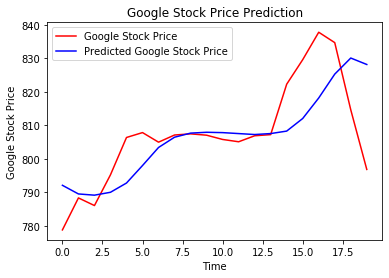 Google Stock Price Prediction
Google Stock Price
Predicted Google Stock Price
840
830
820
810
800
790
780
Google Stock Price
0.0 2.5 5.0 7.5 10.0 12.5 15.0 17.5
Time